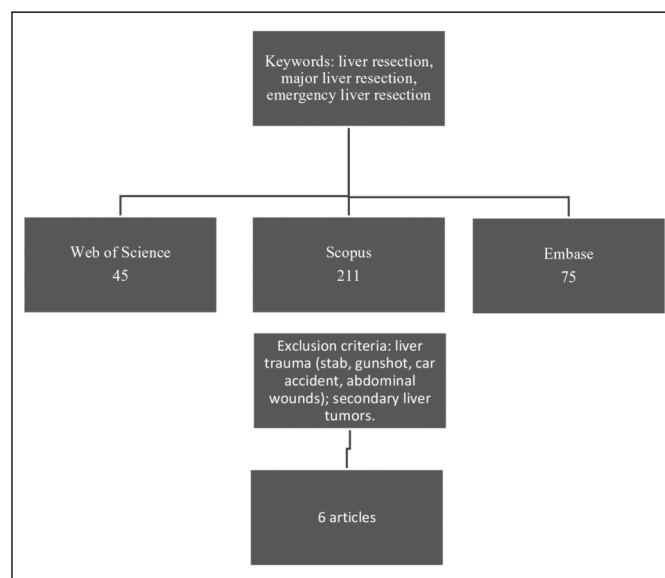 Keywords: liver resection,
major liver resection,
emergency liver resection
Web of Science
45
Scopus
211
Embase
75
Exclusion criteria: liver
trauma (stab, gunshot, car
accident, abdominal
wounds); secondary liver
tumors.
6 articles